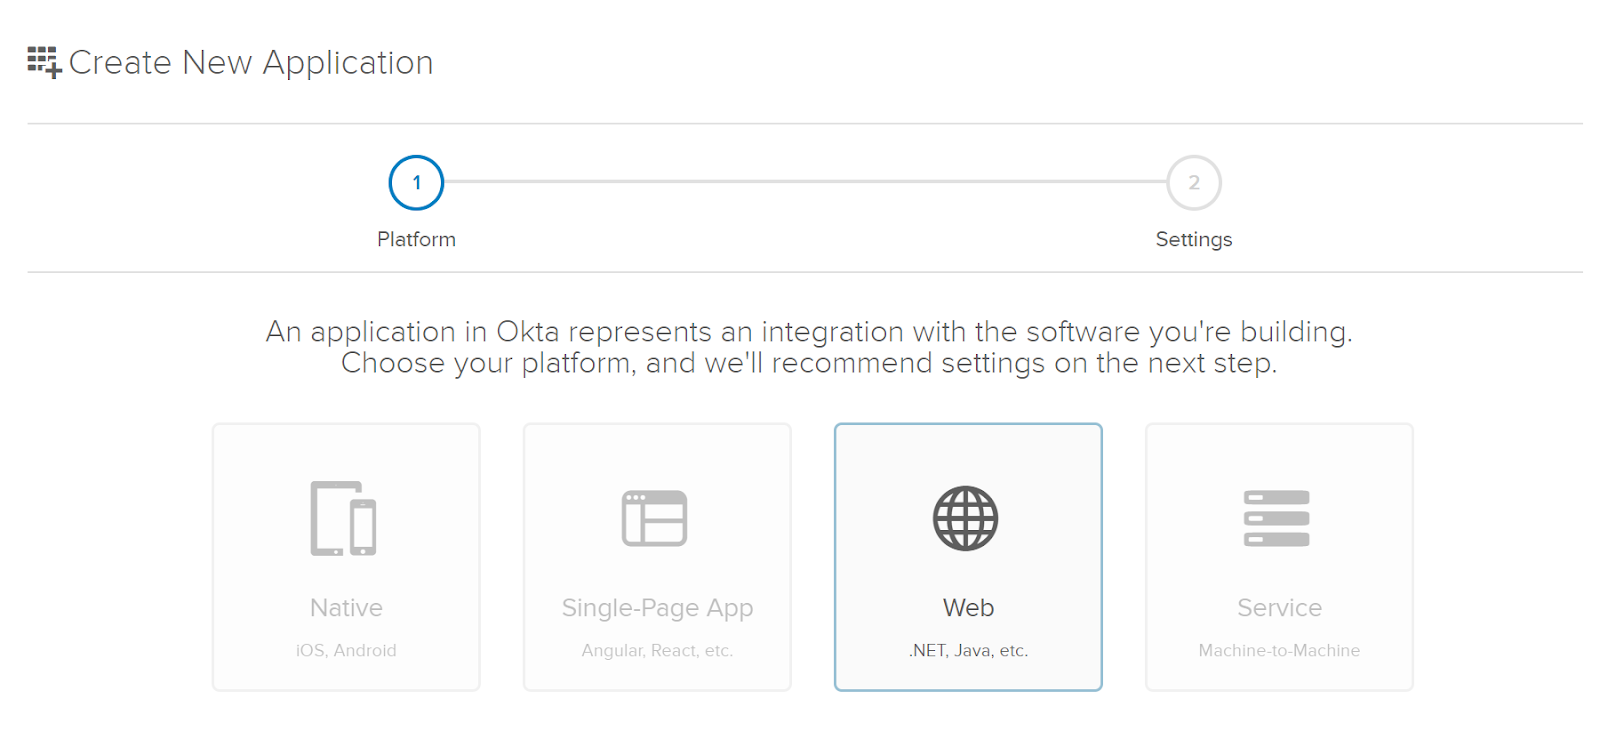 Create New Application
1
2
Platform
Settings
An application in Okta represents an integration with the software you're building.
Choose your platform, and we'll recommend settings on the next step.
Native
Single-Page App
Web
Service
iOS, Android
Angular, React, etc.
.NET, Java, etc.
Machine-to-Machine